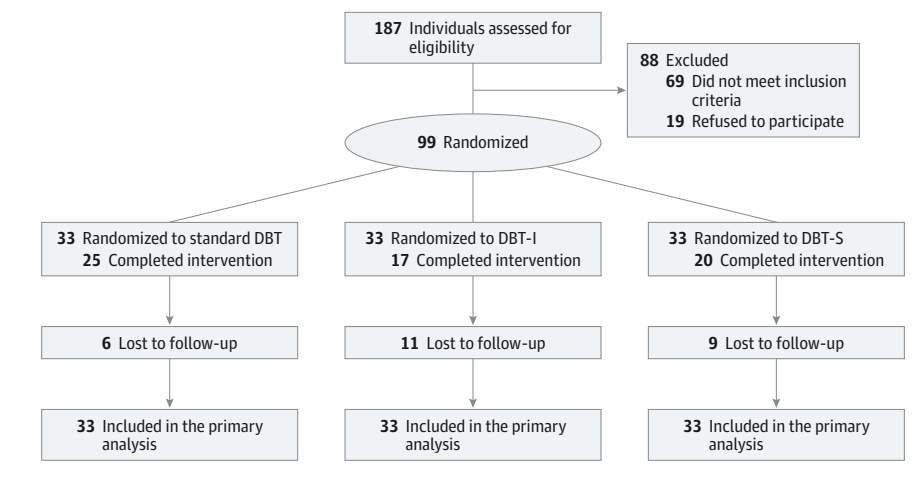 187 Individuals assessed for
eligibility
88 Excluded
69 Did not meet inclusion
criteria
19 Refused to participate
99 Randomized
33 Randomized to standard DBT
25 Completed intervention
33 Randomized to DBT-I
17 Completed intervention
33 Randomized to DBT-S
20 Completed intervention
6 Lost to follow-up
11 Lost to follow-up
9 Lost to follow-up
33 Included in the primary
analysis
33 Included in the primary
analysis
33 Included in the primary
analysis